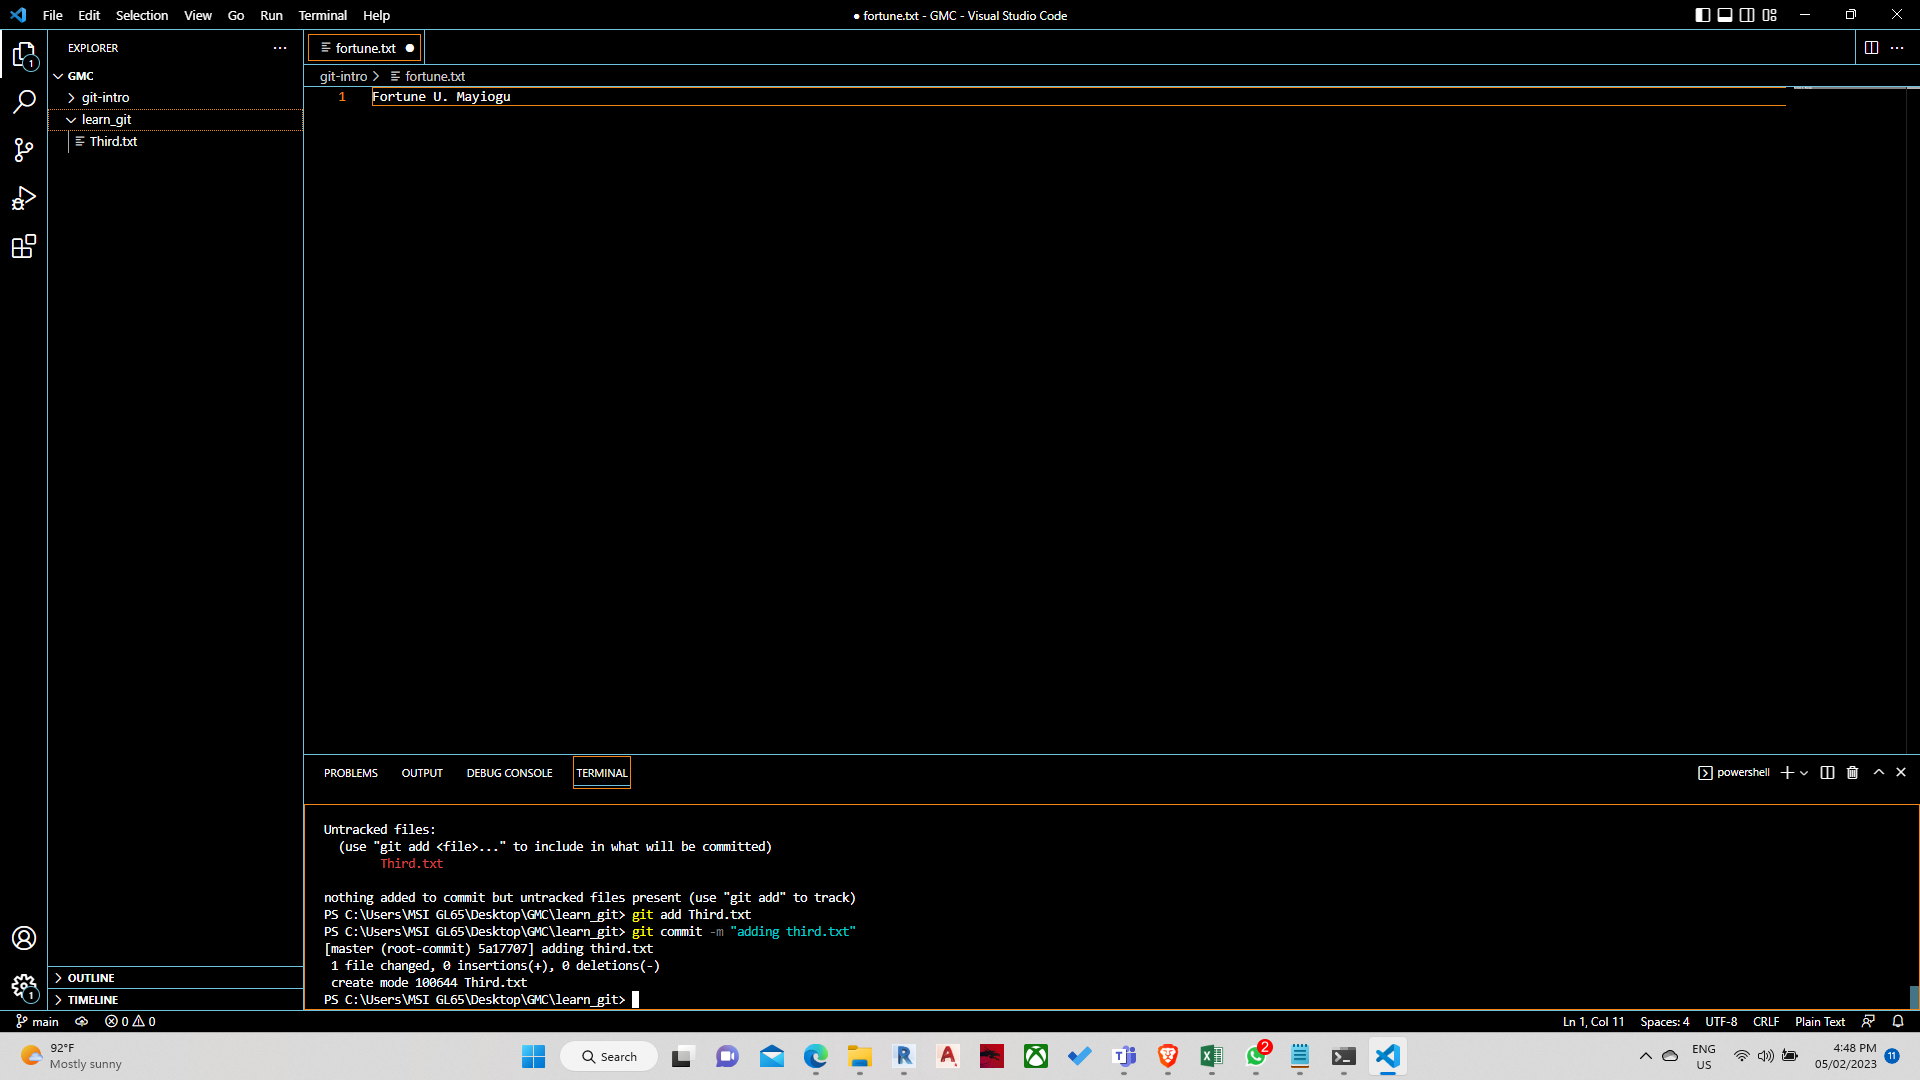 File Edit Selection View Go Run Terminal Help
● fortune.txt - GMC - Visual Studio Code
EXPLORER
fortune.txt
GMC
git-intro > fortune.txt
git-intro
1 Fortune U. Mayiogu
learn_git
Third.txt
PROBLEMS OUTPUT DEBUG CONSOLE TERMINAL
powershell
Untracked files:
(use "git add <file>..." to include in what will be committed)
Third.txt
nothing added to commit but untracked files present (use "git add" to track)
PS C:\Users\MSI GL65\Desktop\GMC\learn_git> git add Third.txt
PS C:\Users\MSI GL65\Desktop\GMC\learn_git> git commit -m "adding third.txt"
[master (root-commit) 5a17707] adding third.txt
1 file changed, 0 insertions(+), 0 deletions(-)
create mode 100644 Third.txt
PS C:\Users\MSI GL65\Desktop\GMC\learn_git>
1
OUTLINE
1
TIMELINE
main 0 0
Ln 1, Col 11 Spaces: 4 UTF-8 CRLF Plain Text
92°F
Mostly sunny
Search
2
ENG
US
4:48 PM
05/02/2023
11